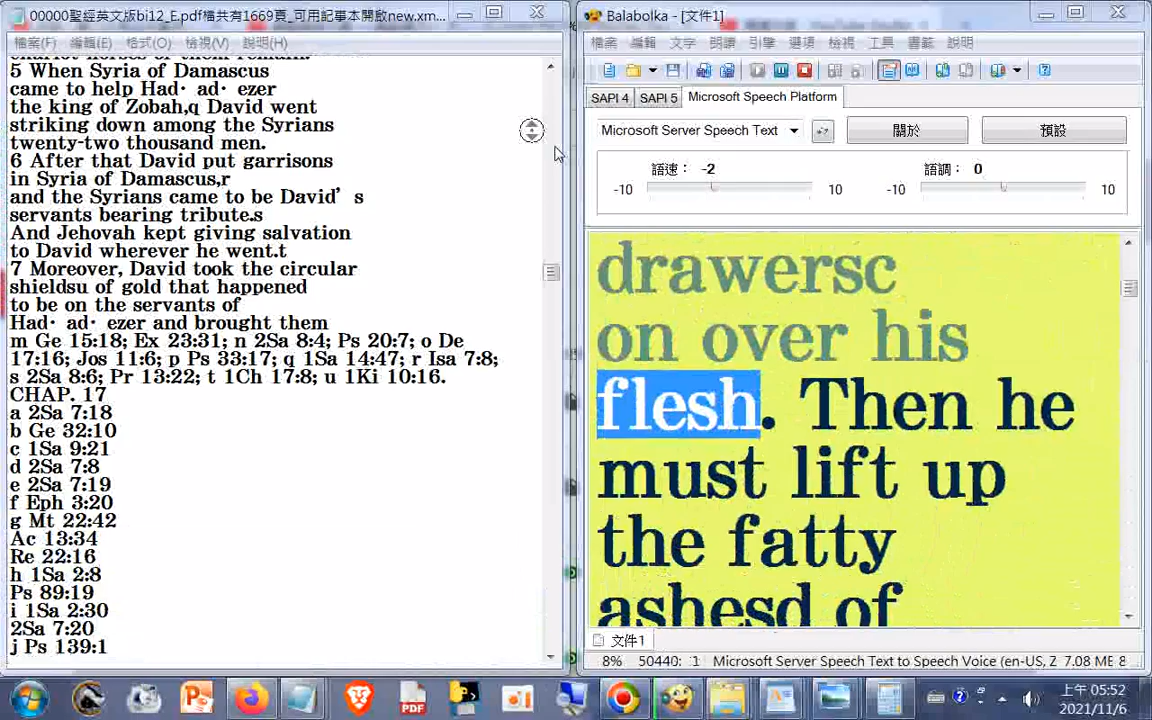 00000聖經英文版bi12_E.pdf檔共有1669頁_可用記事本開啟new.xm...
檔案(F) 編輯(E) 格式(O) 檢視(V) 說明(H)
chariot horses of them remain.
5 When Syria of Damascus
came to help Had·ad·ezer
the king of Zobah,q David went
striking down among the Syrians
twenty-two thousand men.
6 After that David put garrisons
in Syria of Damascus,r
and the Syrians came to be David’s
servants bearing tribute.s
And Jehovah kept giving salvation
to David wherever he went.t
7 Moreover, David took the circular
shieldsu of gold that happened
to be on the servants of
Had·ad·ezer and brought them
m Ge 15:18; Ex 23:31; n 2Sa 8:4; Ps 20:7; o De
17:16; Jos 11:6; p Ps 33:17; q 1Sa 14:47; r Isa 7:8;
s 2Sa 8:6; Pr 13:22; t 1Ch 17:8; u 1Ki 10:16.
CHAP. 17
a 2Sa 7:18
b Ge 32:10
c 1Sa 9:21
d 2Sa 7:8
e 2Sa 7:19
f Eph 3:20
g Mt 22:42
Ac 13:34
Re 22:16
h 1Sa 2:8
Ps 89:19
i 1Sa 2:30
2Sa 7:20
j Ps 139:1
Balabolka - [文件1]
檔案 編輯 文字 朗讀 引擎 選項 檢視 工具 書籤 說明
SAPI 4 SAPI 5 Microsoft Speech Platform
Microsoft Server Speech Text 關於 預設
語速： -2 語調： 0
-10 10 -10 10
drawersc
on over his
flesh. Then he
must lift up
the fatty
ashesd of
文件1
8% 50440: 1 Microsoft Server Speech Text to Speech Voice (en-US, Z 7.08 ME 8
上午 05:52
2021/11/6